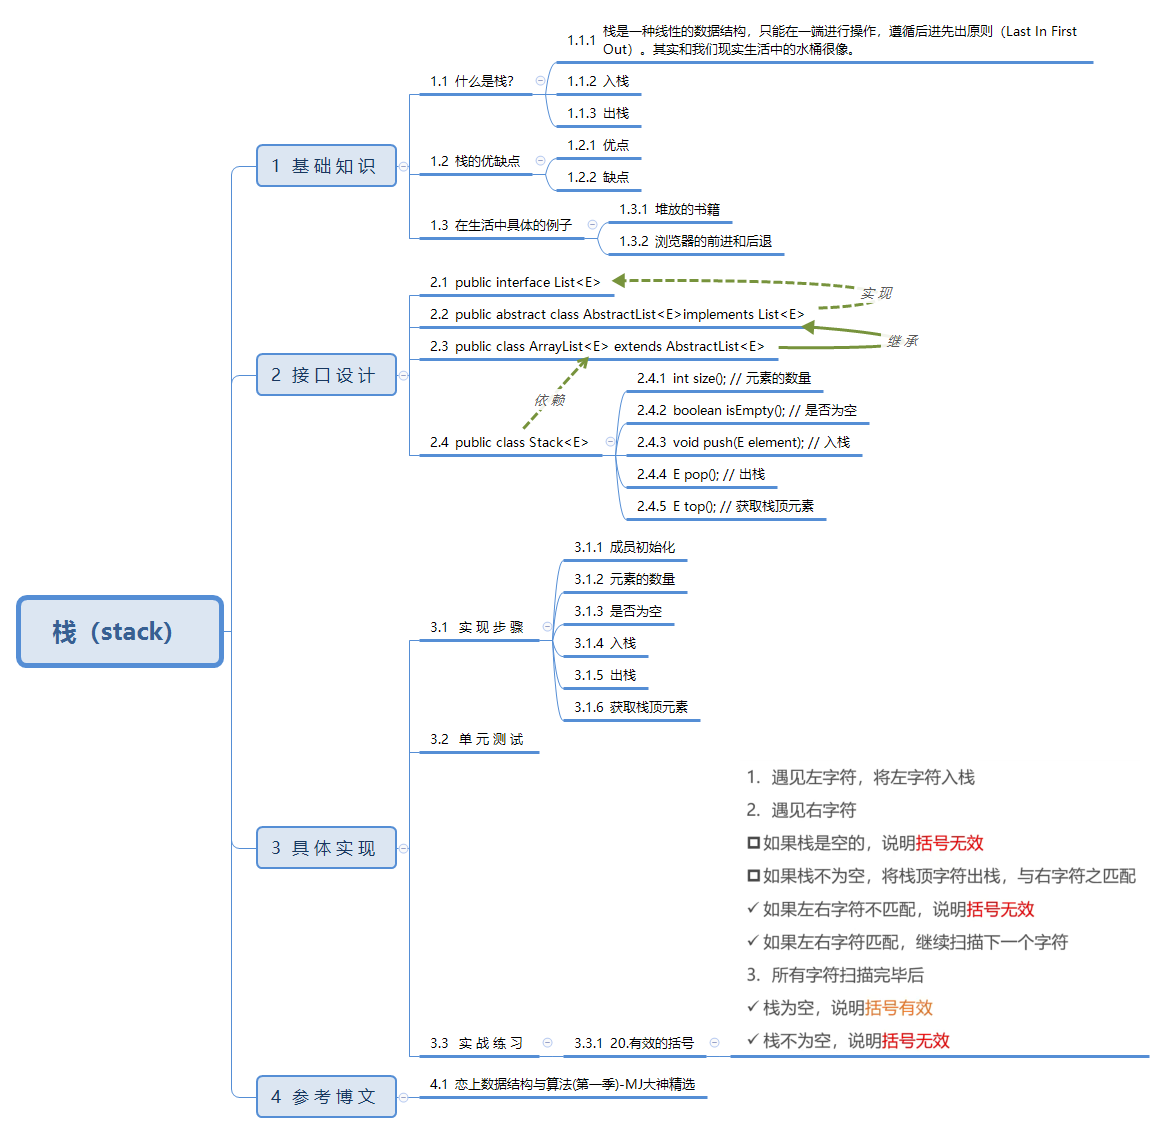 栈（stack）
1 基础知识
1.1 什么是栈?
1.1.1 栈是一种线性的数据结构，只能在一端进行操作，遵循后进先出原则（Last In First
Out）。其实和我们现实生活中的水桶很像。
1.1.2 入栈
1.1.3 出栈
1.2 栈的优缺点
1.2.1 优点
1.2.2 缺点
1.3 在生活中具体的例子
1.3.1 堆放的书籍
1.3.2 浏览器的前进和后退
2 接口设计
2.1 public interface List<E>
实现
2.2 public abstract class AbstractList<E>implements List<E>
继承
2.3 public class ArrayList<E> extends AbstractList<E>
依赖
2.4 public class Stack<E>
2.4.1 int size(); // 元素的数量
2.4.2 boolean isEmpty(); // 是否为空
2.4.3 void push(E element); // 入栈
2.4.4 E pop(); // 出栈
2.4.5 E top(); // 获取栈顶元素
3 具体实现
3.1 实现步骤
3.1.1 成员初始化
3.1.2 元素的数量
3.1.3 是否为空
3.1.4 入栈
3.1.5 出栈
3.1.6 获取栈顶元素
3.2 单元测试
3.3 实战练习
3.3.1 20.有效的括号
1. 遇见左字符，将左字符入栈
2. 遇见右字符
如果栈是空的，说明括号无效
如果栈不为空，将栈顶字符出栈，与右字符之匹配
✓ 如果左右字符不匹配，说明括号无效
✓ 如果左右字符匹配，继续扫描下一个字符
3. 所有字符扫描完毕后
✓ 栈为空，说明括号有效
✓ 栈不为空，说明括号无效
4 参考博文
4.1 恋上数据结构与算法(第一季)-MJ大神精选